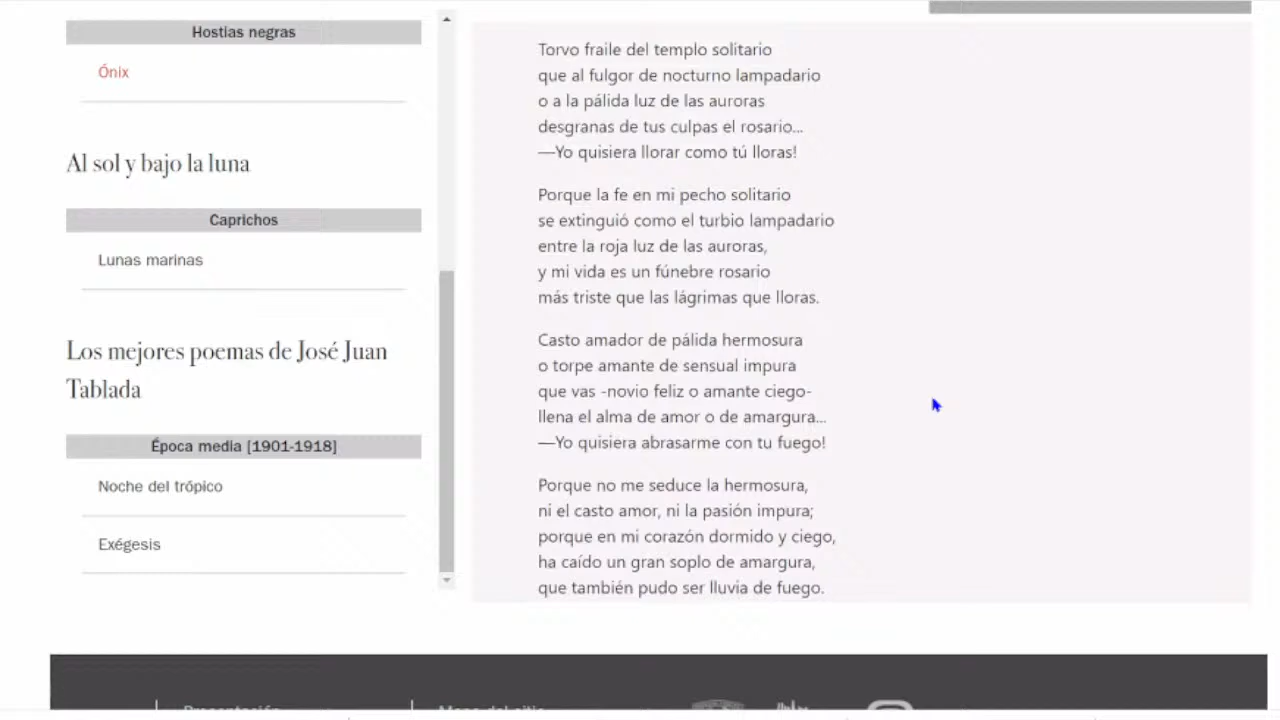 Hostias negras
Ónix
Al sol y bajo la luna
Caprichos
Lunas marinas
Los mejores poemas de José Juan
Tablada
Época media [1901-1918]
Noche del trópico
Exégesis
Torvo fraile del templo solitario
que al fulgor de nocturno lampadario
o a la pálida luz de las auroras
desgranas de tus culpas el rosario...
—Yo quisiera llorar como tú lloras!
Porque la fe en mi pecho solitario
se extinguió como el turbio lampadario
entre la roja luz de las auroras,
y mi vida es un fúnebre rosario
más triste que las lágrimas que lloras.
Casto amador de pálida hermosura
o torpe amante de sensual impura
que vas -novio feliz o amante ciego-
llena el alma de amor o de amargura...
—Yo quisiera abrasarme con tu fuego!
Porque no me seduce la hermosura,
ni el casto amor, ni la pasión impura;
porque en mi corazón dormido y ciego,
ha caído un gran soplo de amargura,
que también pudo ser lluvia de fuego.
Presentación
Mapa del sitio